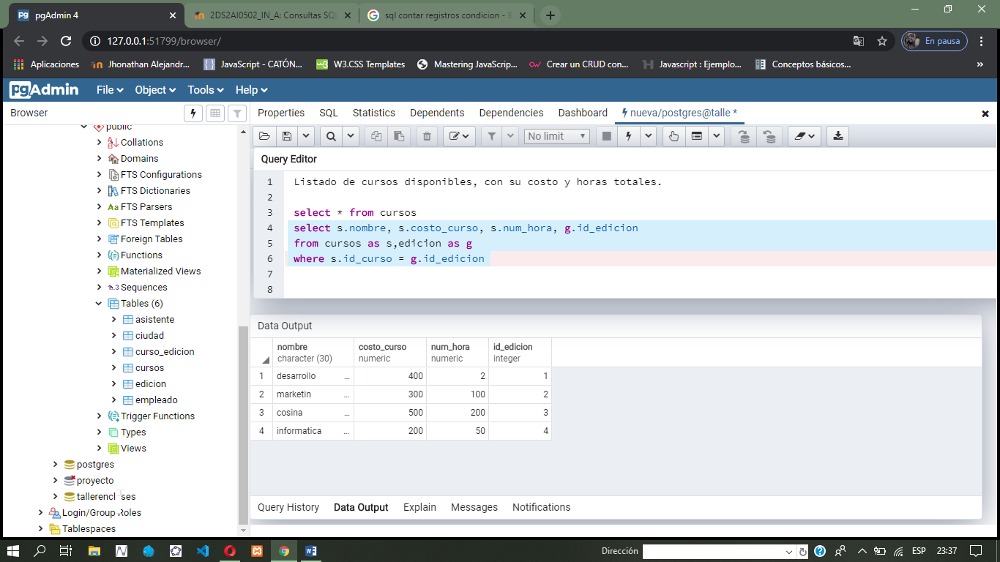 pgAdmin 4
2DS2AI0502_IN_A: Consultas SQ
sql contar registros condicion - B
127.0.0.1:51799/browser/
En pausa
Aplicaciones
Jhonathan Alejandr...
JavaScript - CATÓN...
W3.CSS Templates
Mastering JavaScrip...
Crear un CRUD con...
Javascript : Ejemplo...
Conceptos básicos...
»
pgAdmin
File
Object
Tools
Help
Browser
Properties
SQL
Statistics
Dependents
Dependencies
Dashboard
nueva/postgres@talle *
No limit
public
Collations
Domains
FTS Configurations
FTS Dictionaries
FTS Parsers
FTS Templates
Foreign Tables
Functions
Materialized Views
Sequences
Tables (6)
asistente
ciudad
curso_edicion
cursos
edicion
empleado
Trigger Functions
Types
Views
postgres
proyecto
Login/Group Roles
Tablespaces
Query Editor
1 Listado de cursos disponibles, con su costo y horas totales.
2
3 select * from cursos
4 select s.nombre, s.costo_curso, s.num_hora, g.id_edicion
5 from cursos as s,edicion as g
6 where s.id_curso = g.id_edicion
7
8
Data Output
nombre costo_curso num_hora id_edicion
character (30) numeric numeric integer
1 desarrollo ... 400 2 1
2 marketin ... 300 100 2
3 cosina ... 500 200 3
4 informatica ... 200 50 4
Query History
Data Output
Explain
Messages
Notifications
Dirección
ESP
23:37